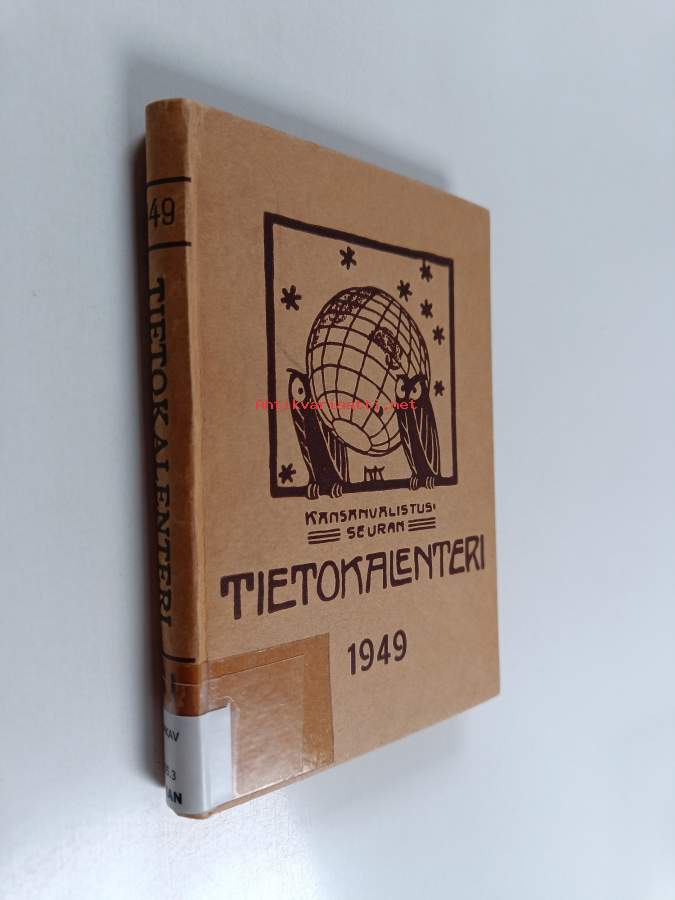 49
TIETOKALENTERI
KANSANVALISTUS-
SEURAN
TIETOKALENTERI
1949
Antikvariaatti.net